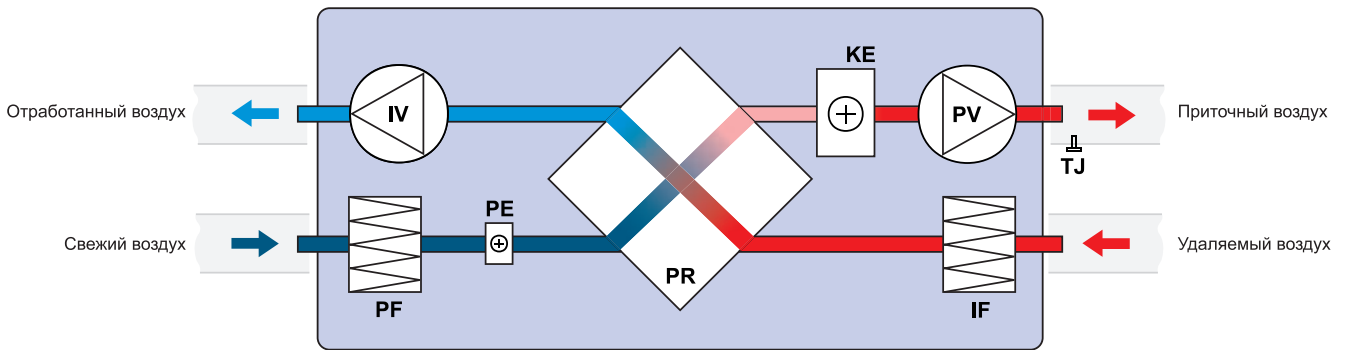 KE
Отработанный воздух
IV
PV
Приточный воздух
TJ
PE
Свежий воздух
Удаляемый воздух
PR
PF
IF